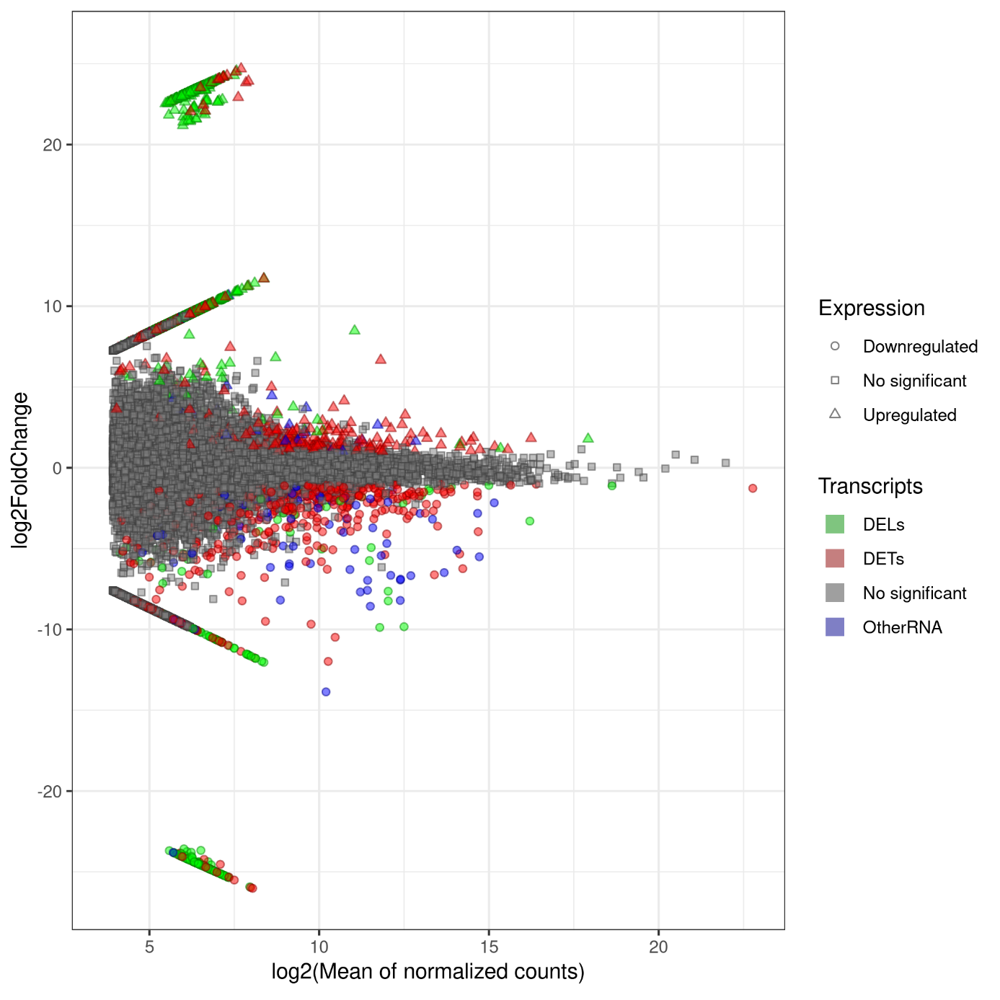 20
10
0
-10
-20
5
10
15
20
log2FoldChange
log2(Mean of normalized counts)
Expression
Downregulated
No significant
Upregulated
Transcripts
DELs
DETs
No significant
OtherRNA